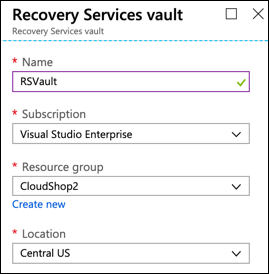 Recovery Services vault
Recovery Services vault
* Name
RSVault
* Subscription
Visual Studio Enterprise
* Resource group
CloudShop2
Create new
* Location
Central US